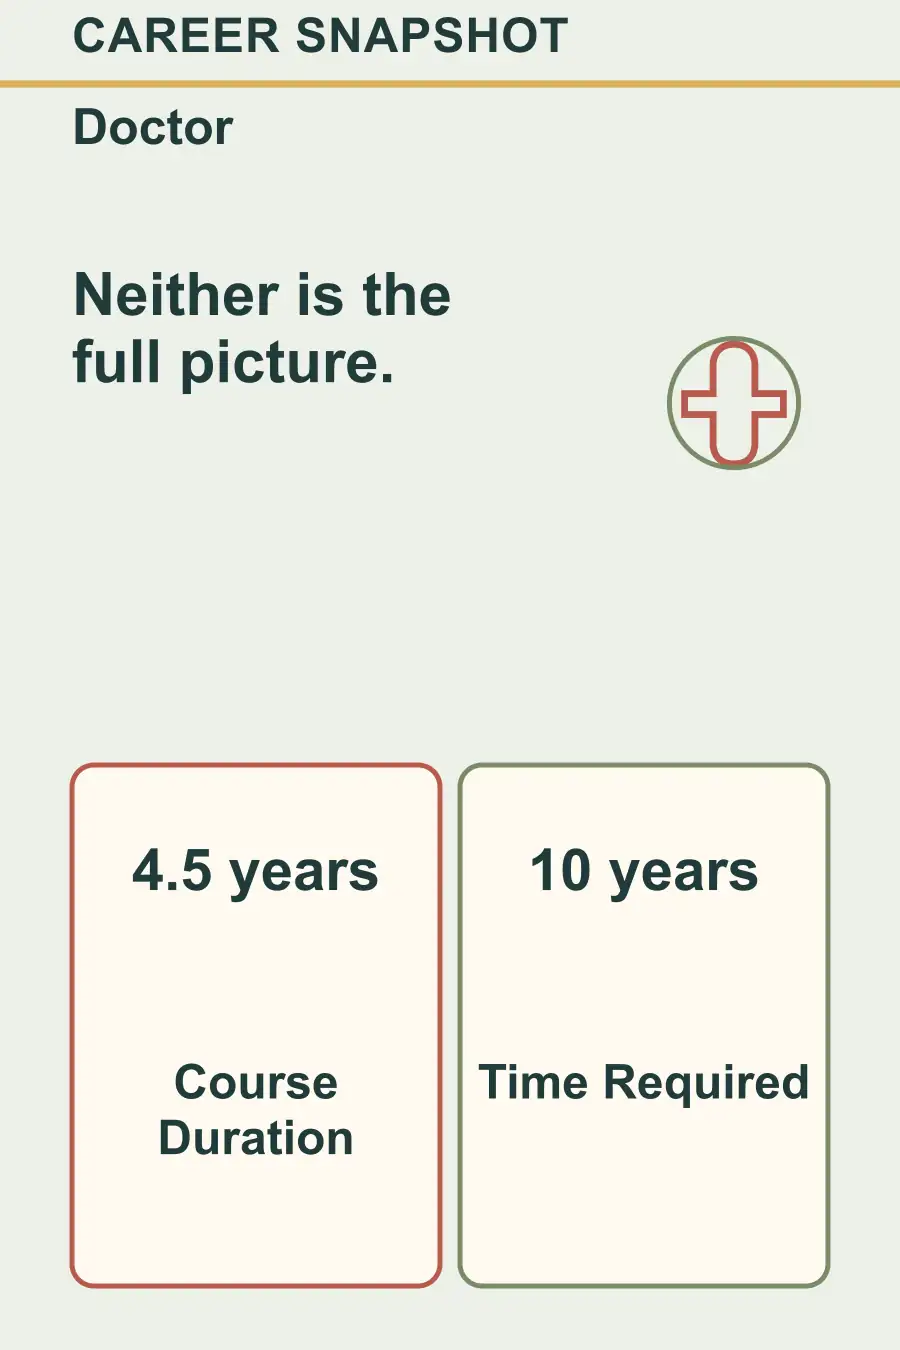 CAREER SNAPSHOT
Doctor
Neither is the
full picture.
4.5 years
Course
Duration
10 years
Time Required